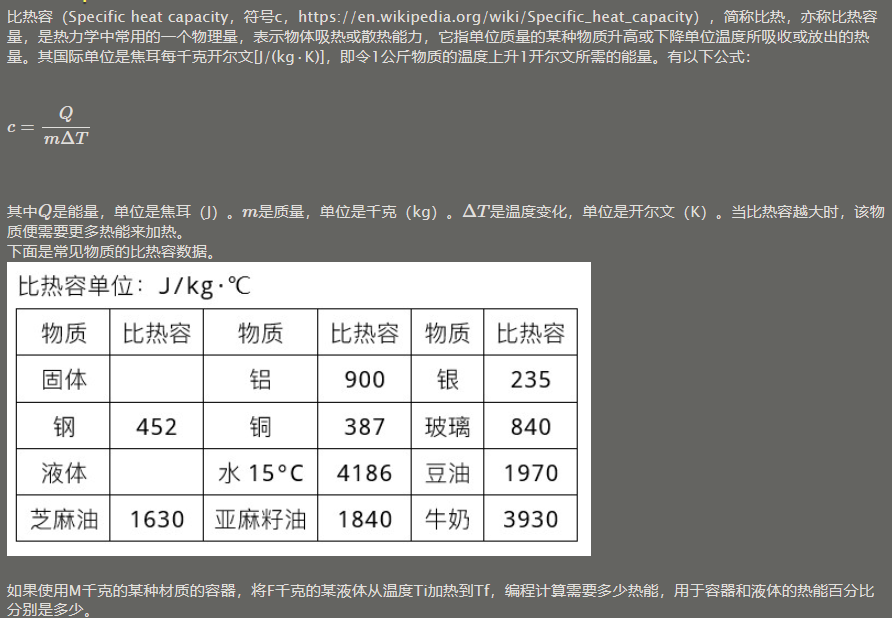 比热容（Specific heat capacity，符号c，https://en.wikipedia.org/wiki/Specific_heat_capacity），简称比热，亦称比热容
量，是热力学中常用的一个物理量，表示物体吸热或散热能力，它指单位质量的某种物质升高或下降单位温度所吸收或放出的热
量。其国际单位是焦耳每千克开尔文[J/(kg·K)]，即令1公斤物质的温度上升1开尔文所需的能量。有以下公式：
c = Q / mΔT
其中Q是能量，单位是焦耳（J）。m是质量，单位是千克（kg）。ΔT是温度变化，单位是开尔文（K）。当比热容越大时，该物
质便需要更多热能来加热。
下面是常见物质的比热容数据。
比热容单位：J/kg·℃
物质 比热容 物质 比热容 物质 比热容
固体 铝 900 银 235
钢 452 铜 387 玻璃 840
液体 水 15°C 4186 豆油 1970
芝麻油 1630 亚麻籽油 1840 牛奶 3930
如果使用M千克的某种材质的容器，将F千克的某液体从温度Ti加热到Tf，编程计算需要多少热能，用于容器和液体的热能百分比
分别是多少。